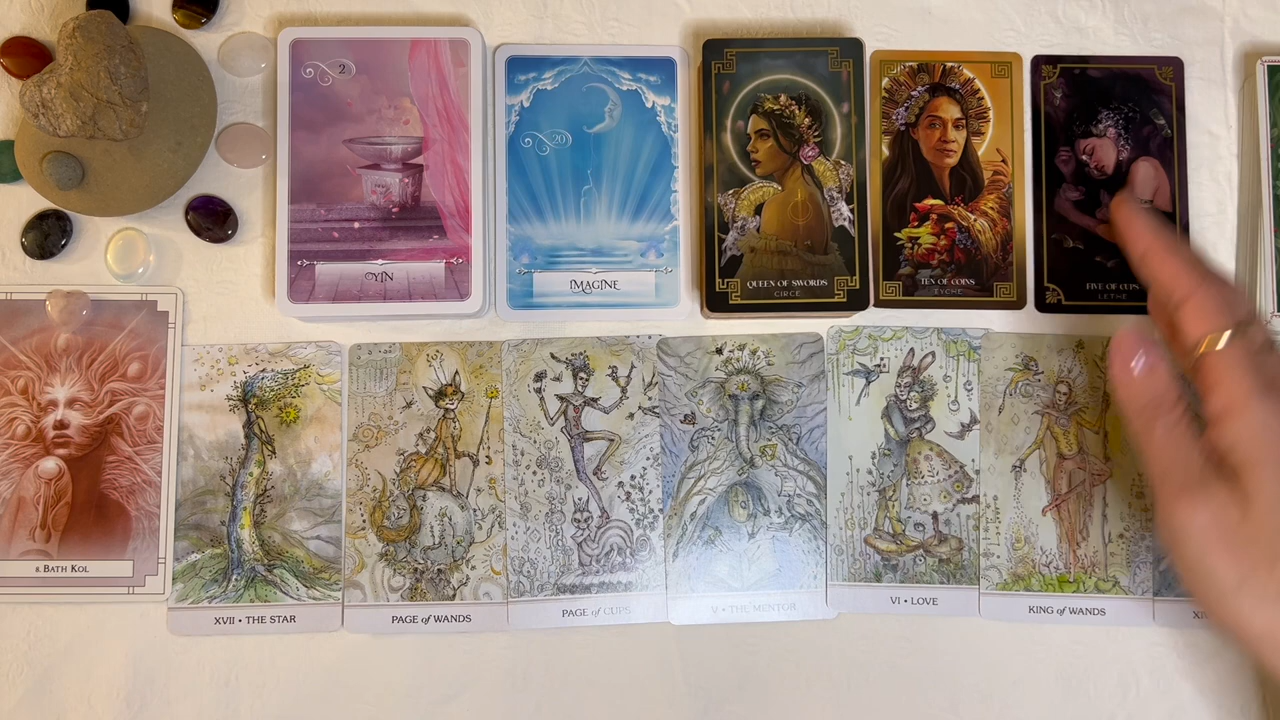 2
YIN
20
IMAGINE
QUEEN OF SWORDS
CIRCE
TEN OF COINS
TYCHE
FIVE OF CUPS
LETHE
8. BATH KOL
XVII • THE STAR
PAGE of WANDS
PAGE of CUPS
V • THE MENTOR
VI • LOVE
KING of WANDS